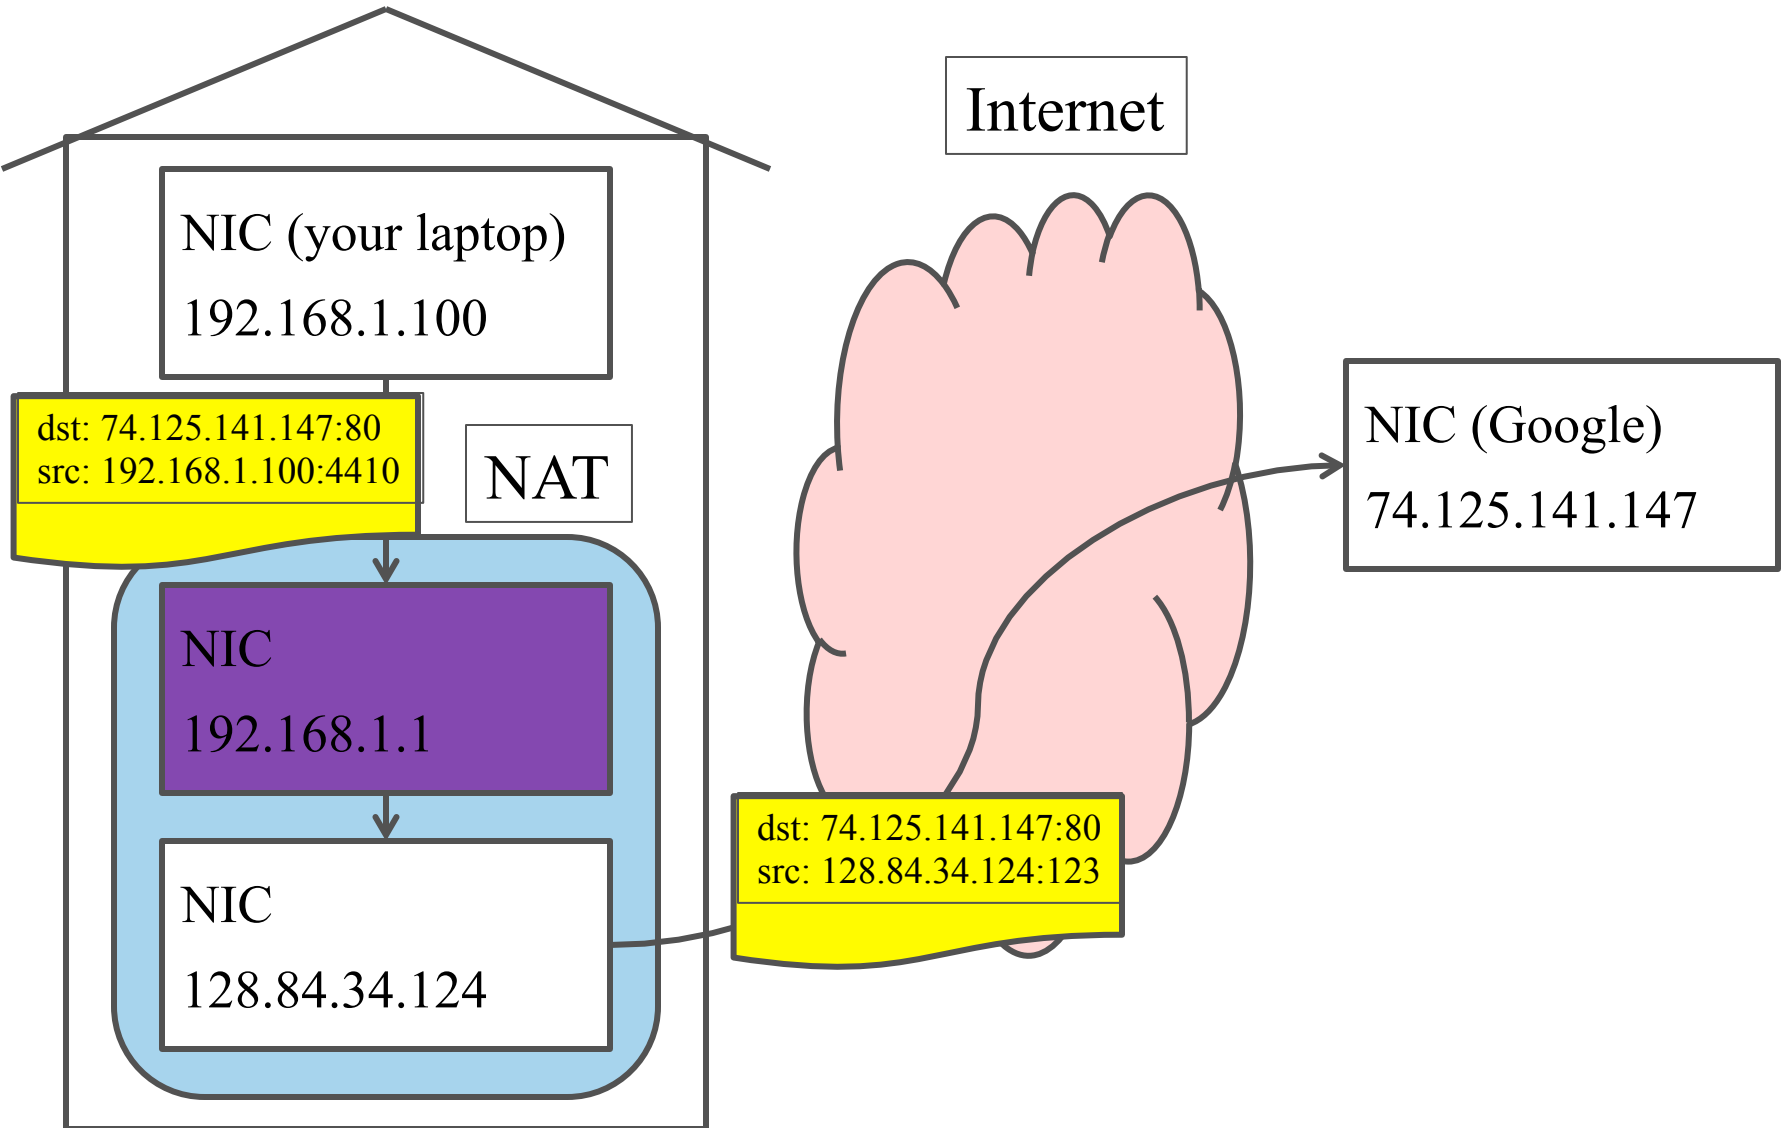 Internet
NIC (your laptop)
192.168.1.100
dst: 74.125.141.147:80
src: 192.168.1.100:4410
NAT
NIC
192.168.1.1
NIC
128.84.34.124
dst: 74.125.141.147:80
src: 128.84.34.124:123
NIC (Google)
74.125.141.147